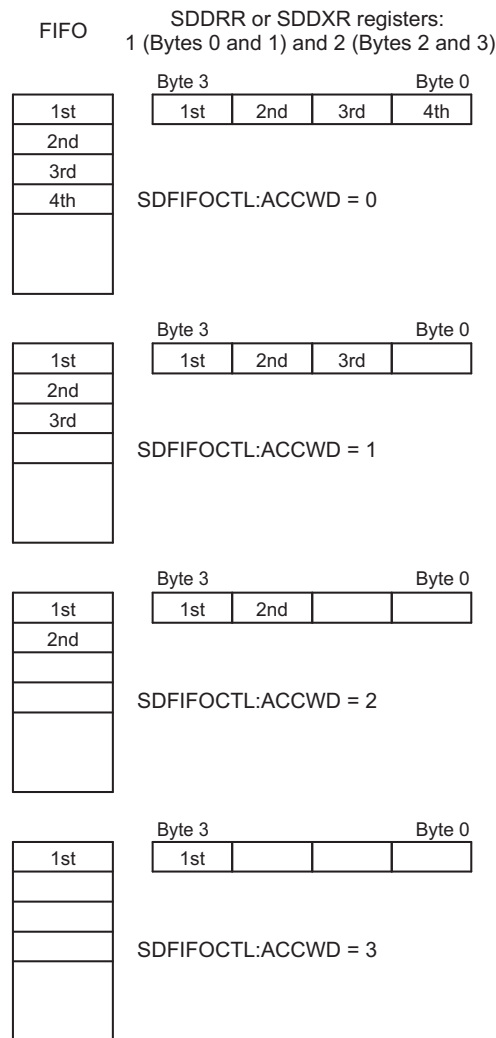 FIFO
SDDRR or SDDXR registers:
1 (Bytes 0 and 1) and 2 (Bytes 2 and 3)
Byte 3 Byte 0
1st 1st 2nd 3rd 4th
2nd
3rd
4th
SDFIFOCTL:ACCWD = 0
Byte 3 Byte 0
1st 1st 2nd 3rd
2nd
3rd
SDFIFOCTL:ACCWD = 1
Byte 3 Byte 0
1st 1st 2nd
2nd
SDFIFOCTL:ACCWD = 2
Byte 3 Byte 0
1st 1st
SDFIFOCTL:ACCWD = 3